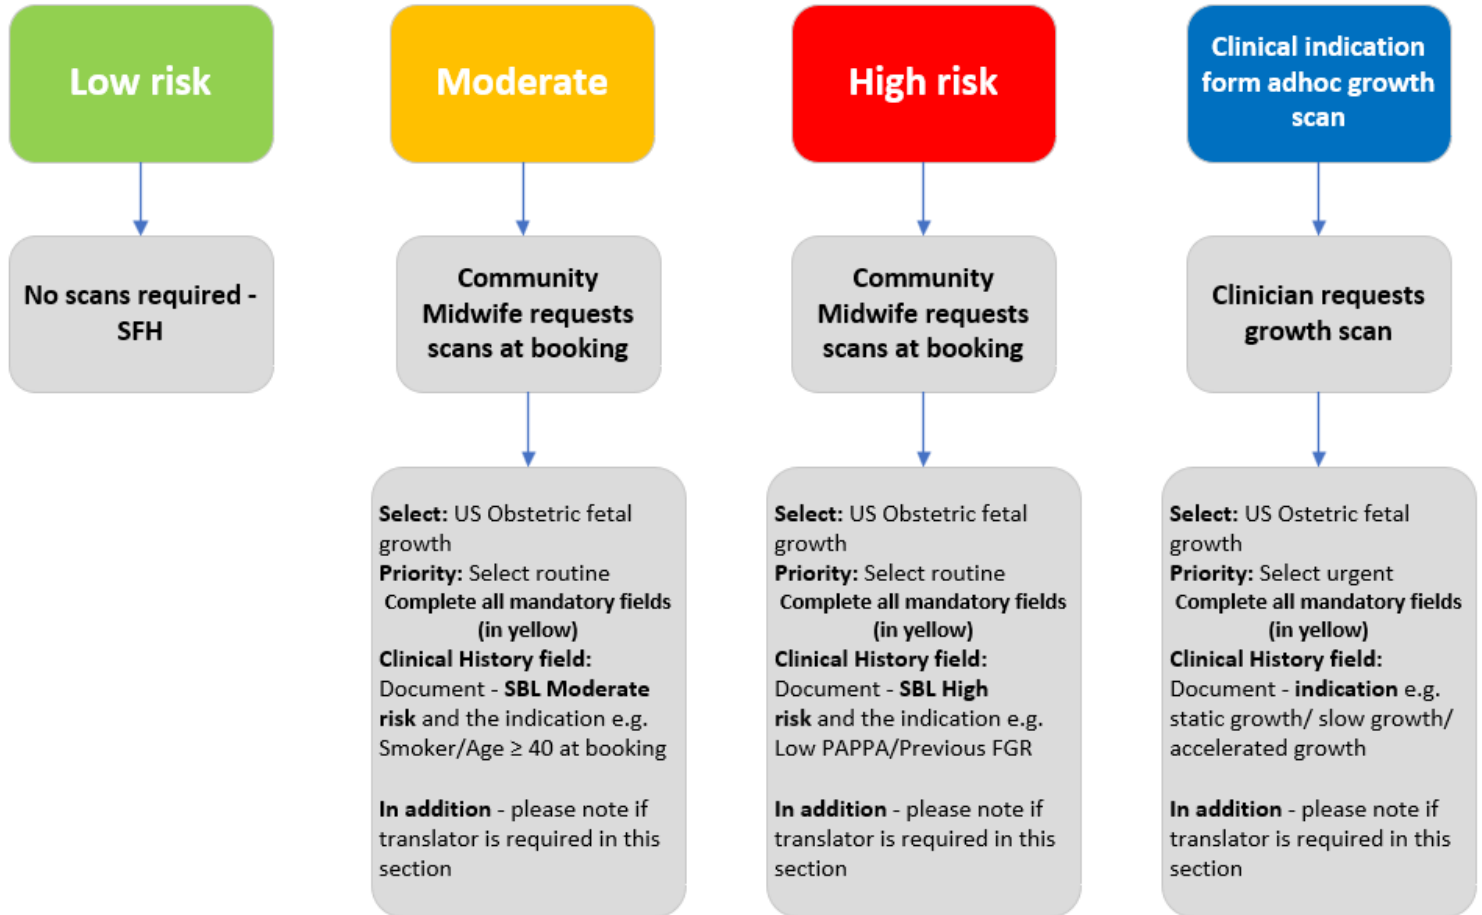 Low risk
No scans required -
SFH
Moderate
Community
Midwife requests
scans at booking
Select: US Obstetric fetal
growth
Priority: Select routine
Complete all mandatory fields
(in yellow)
Clinical History field:
Document - SBL Moderate
risk and the indication e.g.
Smoker/Age ≥ 40 at booking
In addition - please note if
translator is required in this
section
High risk
Community
Midwife requests
scans at booking
Select: US Obstetric fetal
growth
Priority: Select routine
Complete all mandatory fields
(in yellow)
Clinical History field:
Document - SBL High
risk and the indication e.g.
Low PAPPA/Previous FGR
In addition - please note if
translator is required in this
section
Clinical indication
form adhoc growth
scan
Clinician requests
growth scan
Select: US Ostetric fetal
growth
Priority: Select urgent
Complete all mandatory fields
(in yellow)
Clinical History field:
Document - indication e.g.
static growth/ slow growth/
accelerated growth
In addition - please note if
translator is required in this
section